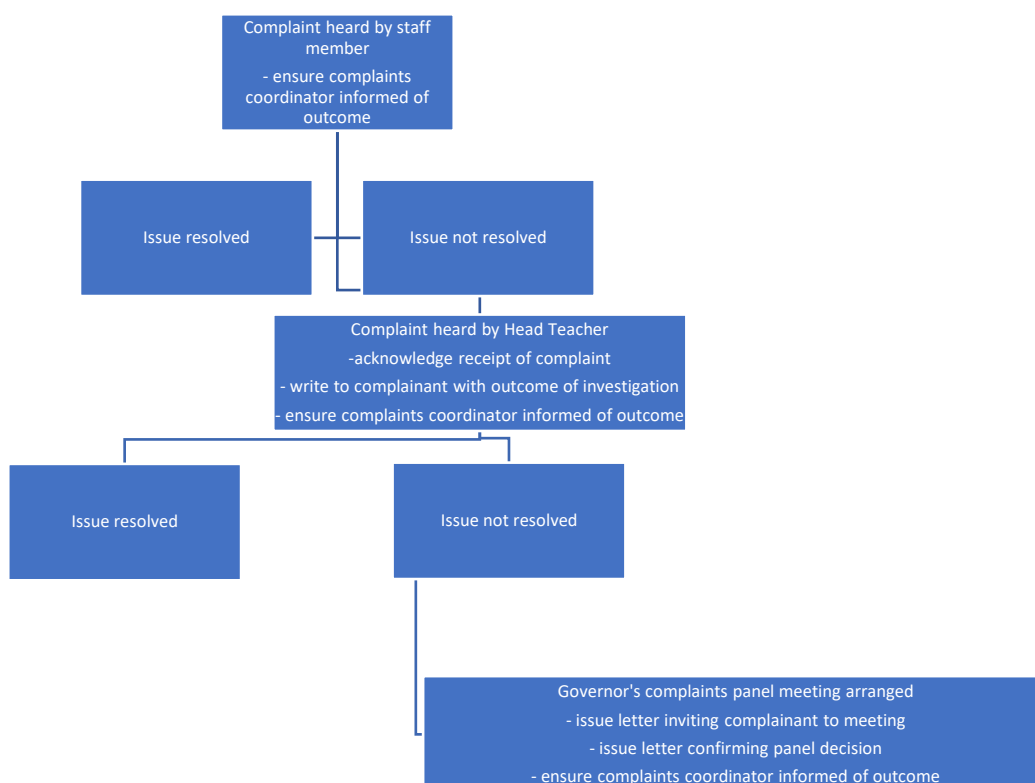 Complaint heard by staff
member
- ensure complaints
coordinator informed of
outcome
Issue resolved
Issue not resolved
Complaint heard by Head Teacher
-acknowledge receipt of complaint
- write to complainant with outcome of investigation
- ensure complaints coordinator informed of outcome
Issue resolved
Issue not resolved
Governor's complaints panel meeting arranged
- issue letter inviting complainant to meeting
- issue letter confirming panel decision
- ensure complaints coordinator informed of outcome